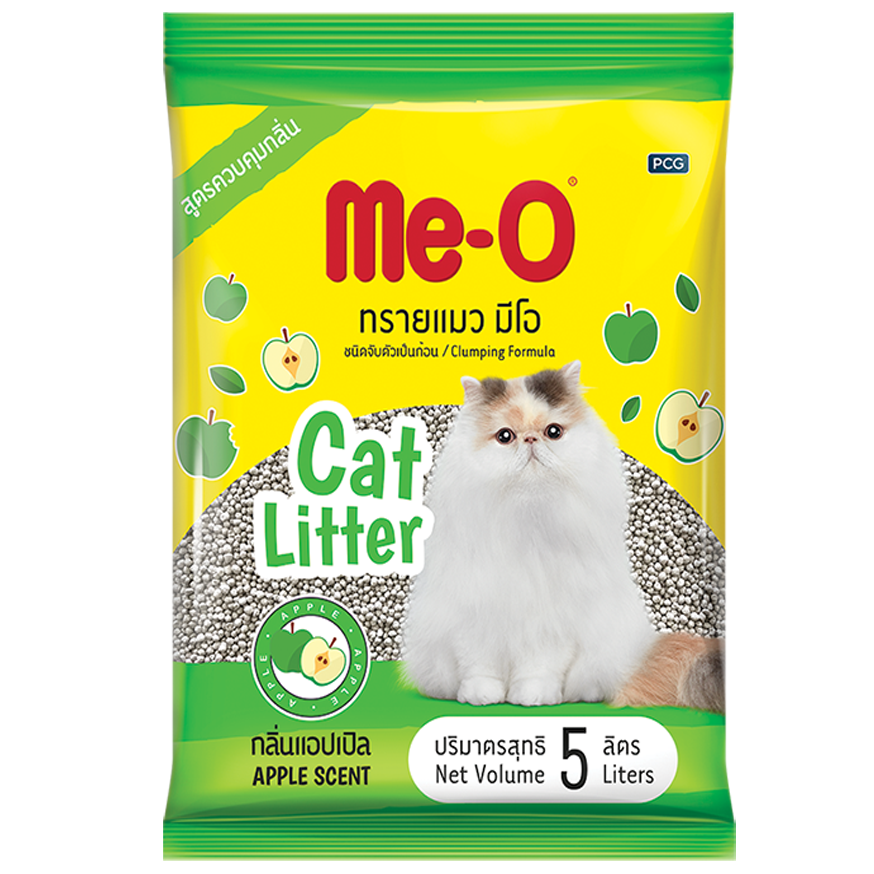 สูตรควบคุมกลิ่น
PCG
Me-O®
ทรายแมว มีโอ
ชนิดจับตัวเป็นก้อน / Clumping Formula
Cat
Litter
APPLE • APPLE • APPLE •
กลิ่นแอปเปิล
APPLE SCENT
ปริมาตรสุทธิ 5 ลิตร
Net Volume Liters